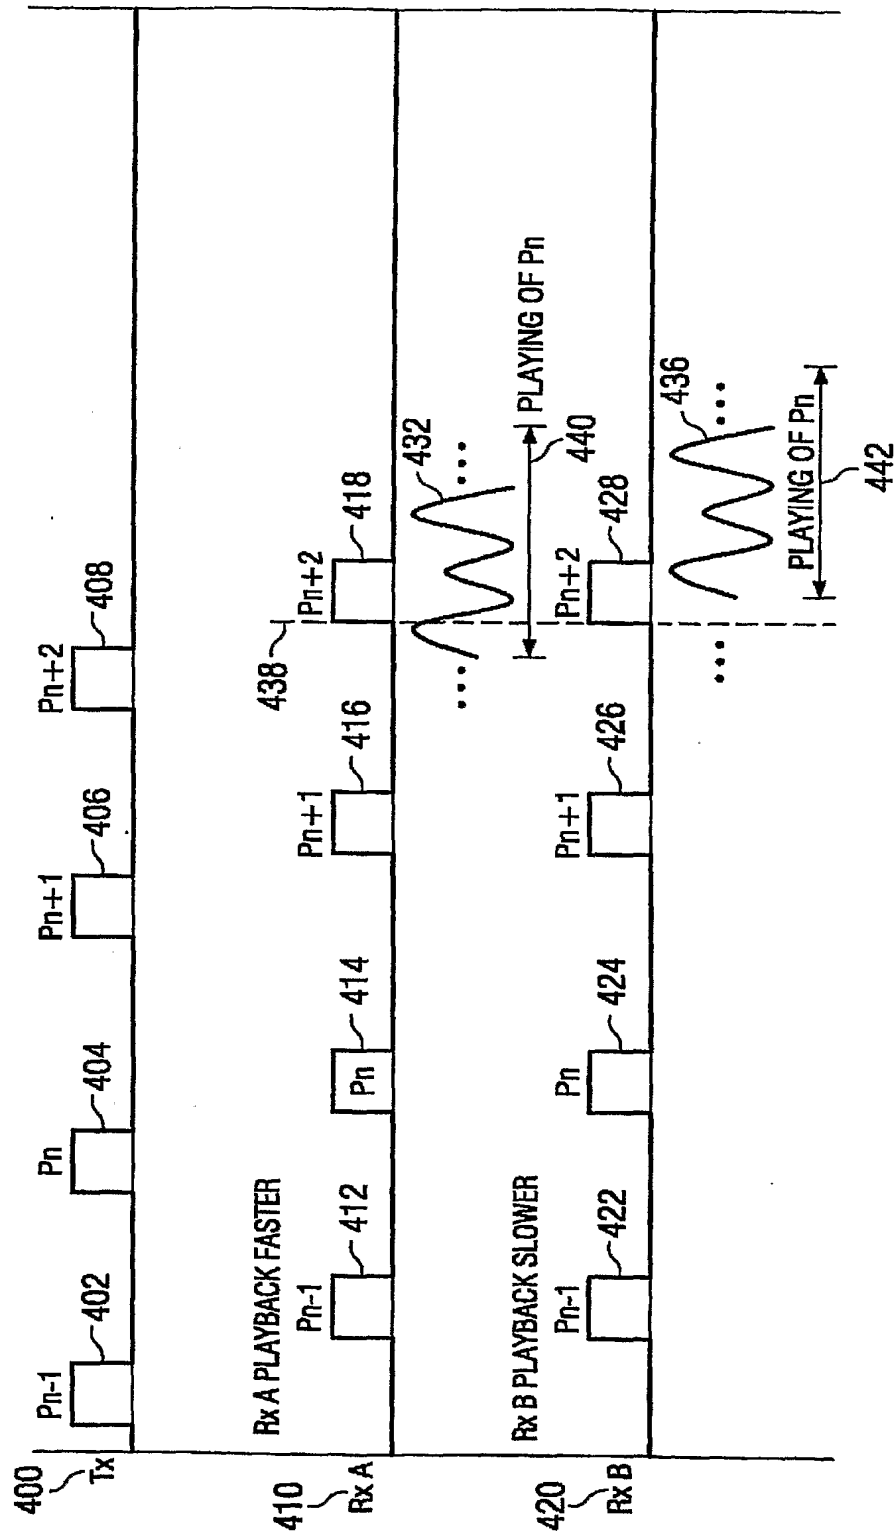 400
Tx
Pn-1
402
Pn
404
Pn+1
406
Pn+2
408
410
Rx A
Rx A PLAYBACK FASTER
Pn-1
412
Pn
414
Pn+1
416
438
Pn+2
418
...
432
...
PLAYING OF Pn
440
420
Rx B
Rx B PLAYBACK SLOWER
Pn-1
422
Pn
424
Pn+1
426
Pn+2
428
...
436
...
PLAYING OF Pn
442